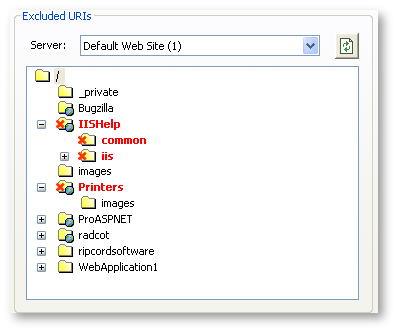 Excluded URIs
Server: Default Web Site (1)
/
_private
Bugzilla
IISHelp
common
iis
images
Printers
images
ProASPNET
radcot
ripcordsoftware
WebApplication1